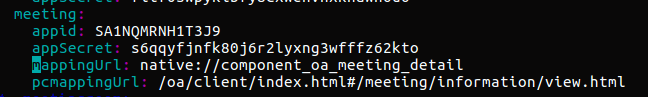 meeting:
appid: SA1NQMRNH1T3J9
appSecret: s6qqyfjnfk80j6r2lyxng3wfffz62kto
mappingUrl: native://component_oa_meeting_detail
pcmappingUrl: /oa/client/index.html#/meeting/information/view.html